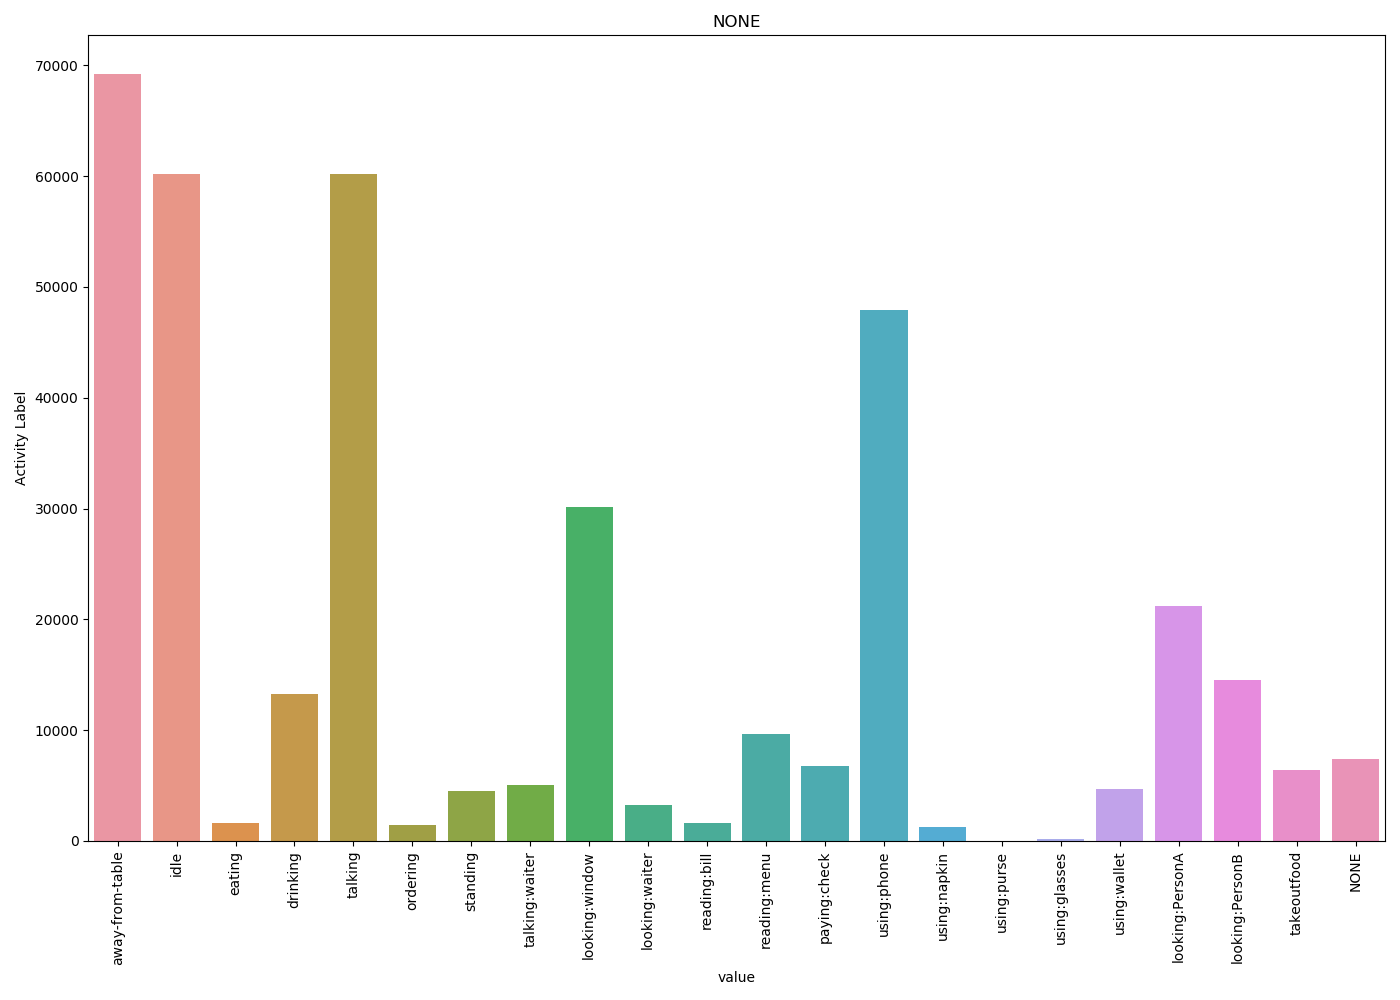 NONE
70000
60000
50000
40000
30000
20000
10000
0
Activity Label
away-from-table
idle
eating
drinking
talking
ordering
standing
talking:waiter
looking:window
looking:waiter
reading:bill
reading:menu
paying:check
using:phone
using:napkin
using:purse
using:glasses
using:wallet
looking:PersonA
looking:PersonB
takeoutfood
NONE
value